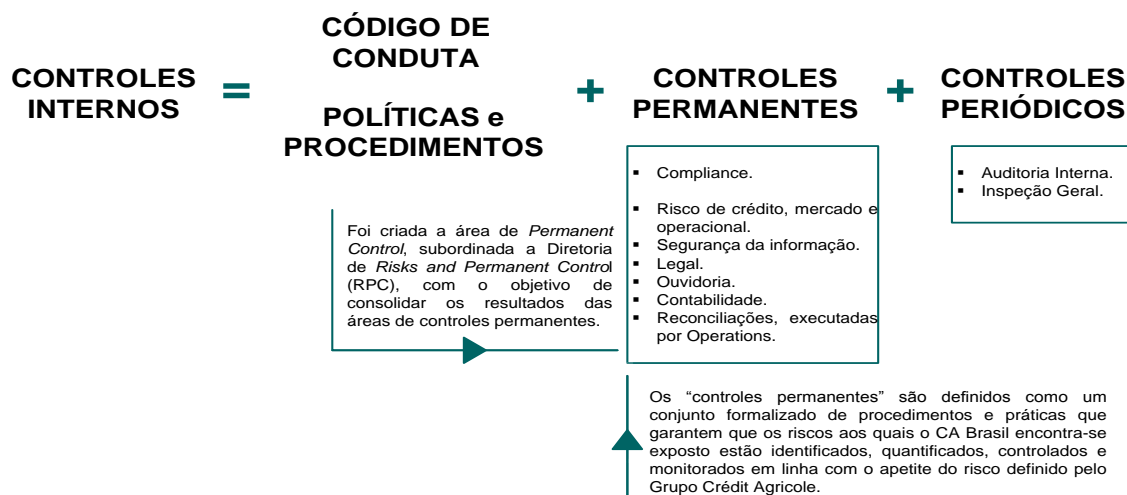 CONTROLES
INTERNOS
=
CÓDIGO DE
CONDUTA
POLÍTICAS e
PROCEDIMENTOS
+
CONTROLES
PERMANENTES
+
CONTROLES
PERIÓDICOS
Foi criada a área de Permanent
Control, subordinada a Diretoria
de Risks and Permanent Control
(RPC), com o objetivo de
consolidar os resultados das
áreas de controles permanentes.
▪ Compliance.
▪ Risco de crédito, mercado e
operacional.
▪ Segurança da informação.
▪ Legal.
▪ Ouvidoria.
▪ Contabilidade.
▪ Reconciliações, executadas
por Operations.
▪ Auditoria Interna.
▪ Inspeção Geral.
Os “controles permanentes” são definidos como um
conjunto formalizado de procedimentos e práticas que
garantem que os riscos aos quais o CA Brasil encontra-se
exposto estão identificados, quantificados, controlados e
monitorados em linha com o apetite do risco definido pelo
Grupo Crédit Agricole.